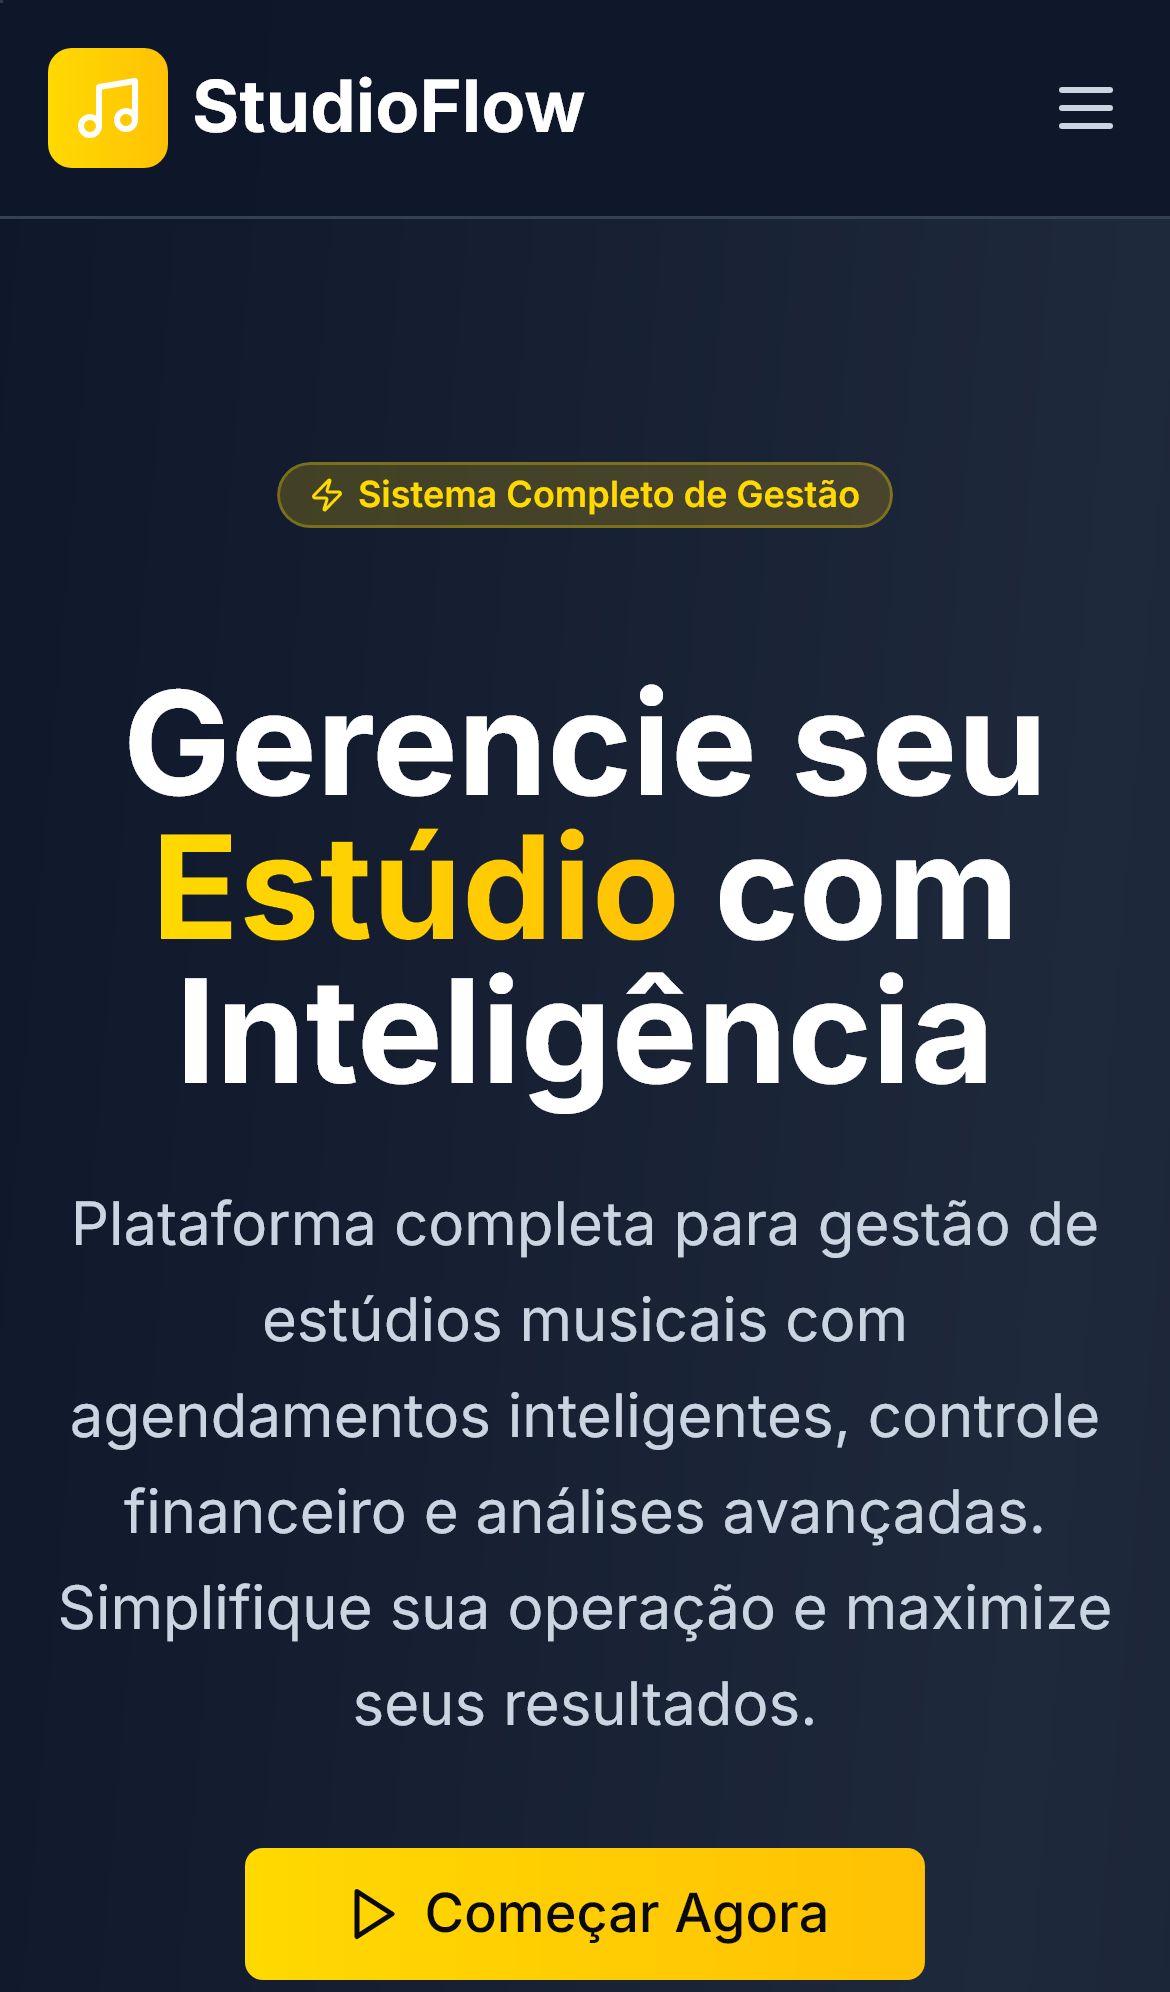 StudioFlow
Sistema Completo de Gestão
Gerencie seu
Estúdio com
Inteligência
Plataforma completa para gestão de
estúdios musicais com
agendamentos inteligentes, controle
financeiro e análises avançadas.
Simplifique sua operação e maximize
seus resultados.
Começar Agora